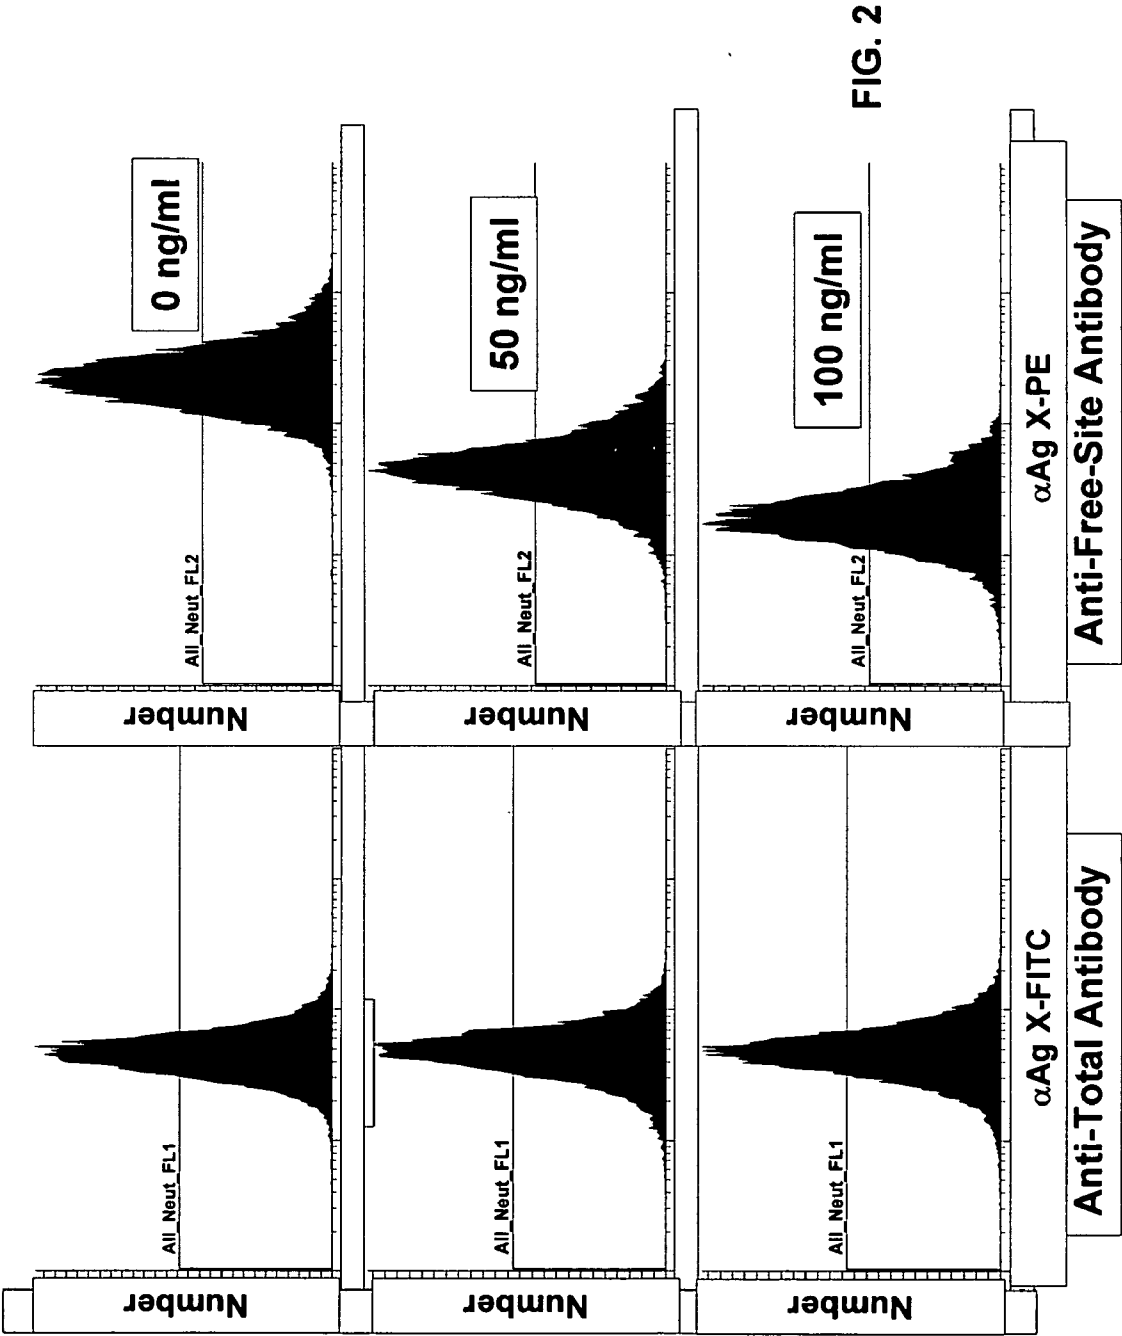 Number
All_Neut_FL1
Number
All_Neut_FL2
0 ng/ml
Number
All_Neut_FL1
Number
All_Neut_FL2
50 ng/ml
Number
All_Neut_FL1
Number
All_Neut_FL2
100 ng/ml
αAg X-FITC
αAg X-PE
Anti-Total Antibody
Anti-Free-Site Antibody
FIG. 2